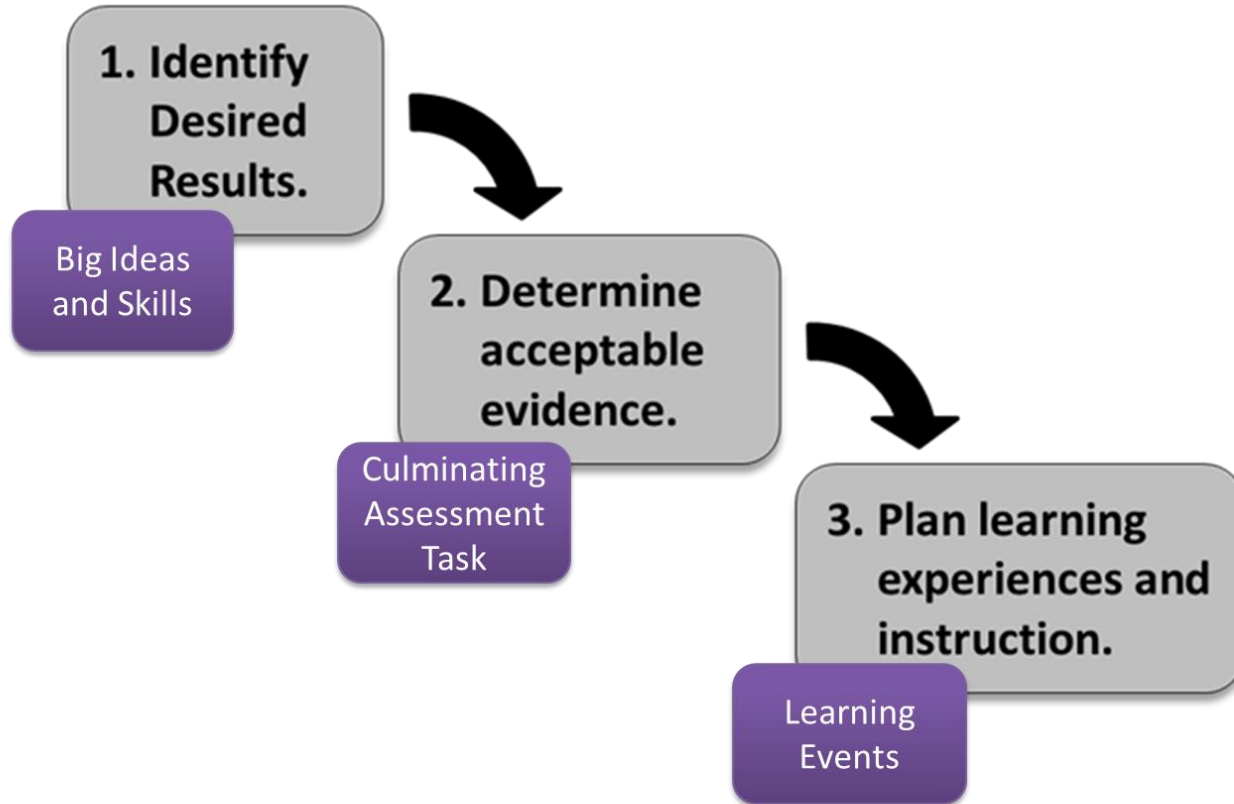 1. Identify
Desired
Results.
Big Ideas
and Skills
2. Determine
acceptable
evidence.
Culminating
Assessment
Task
3. Plan learning
experiences and
instruction.
Learning
Events